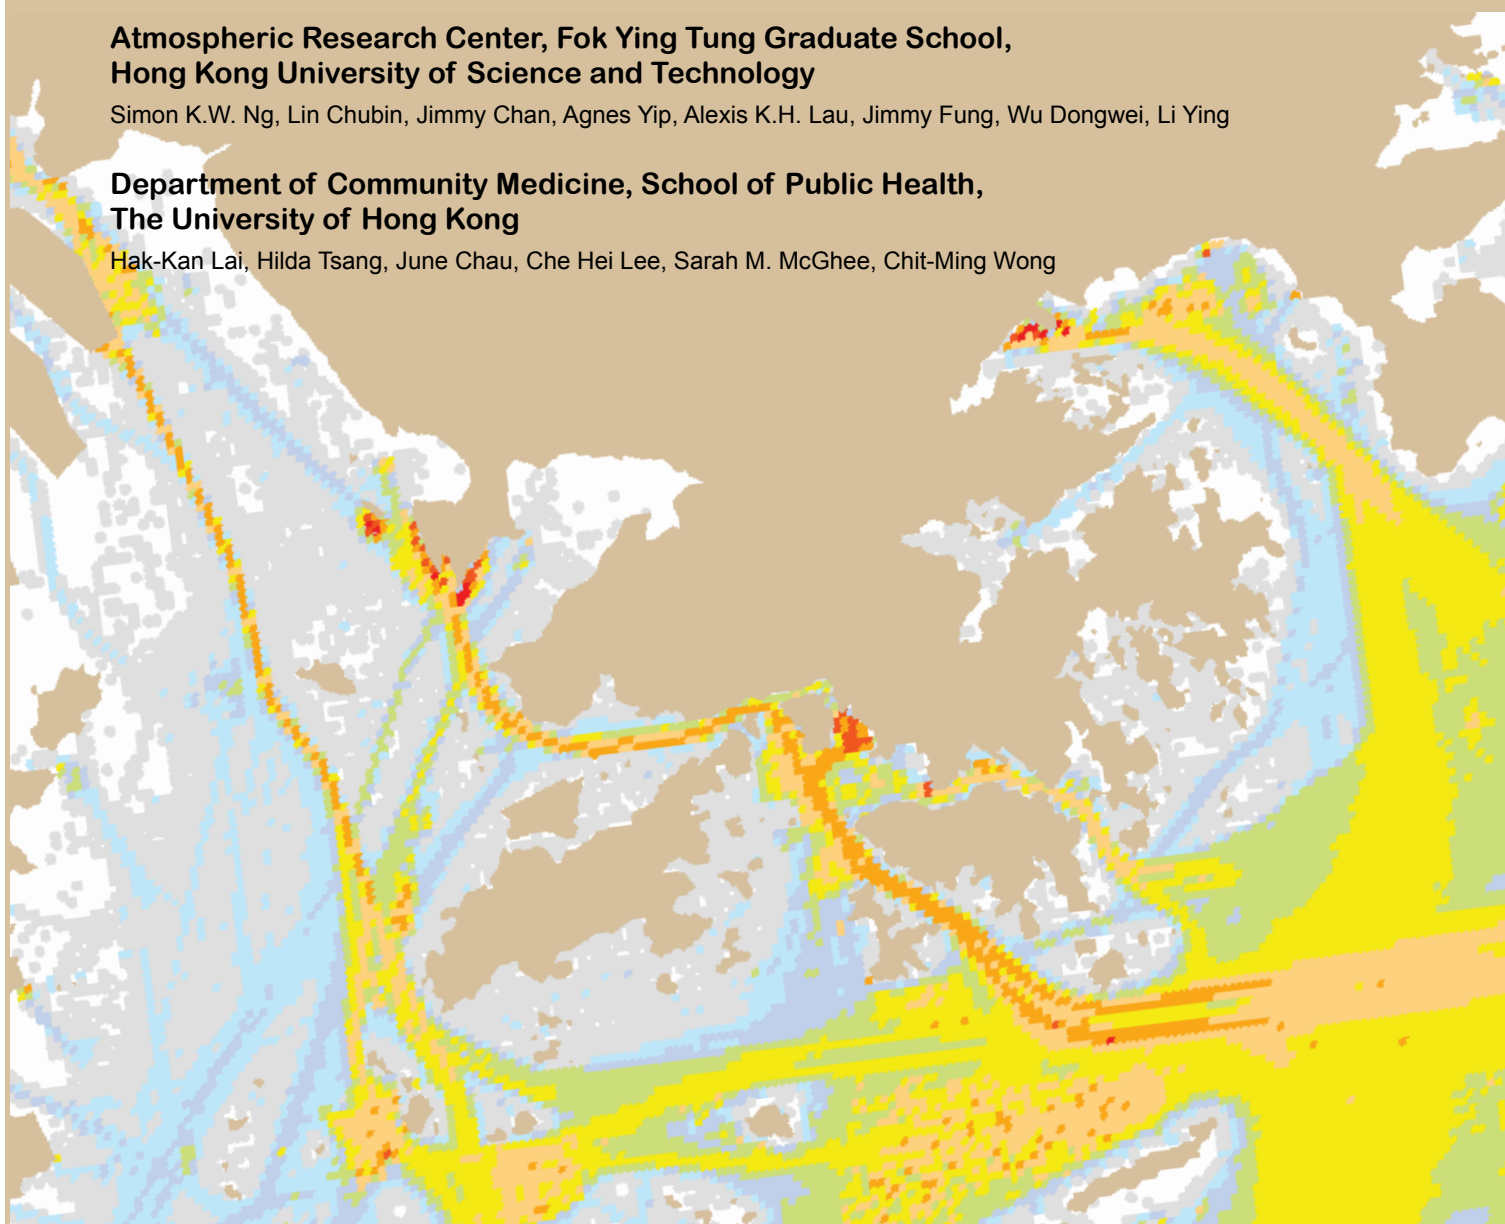 Atmospheric Research Center, Fok Ying Tung Graduate School,
Hong Kong University of Science and Technology
Simon K.W. Ng, Lin Chubin, Jimmy Chan, Agnes Yip, Alexis K.H. Lau, Jimmy Fung, Wu Dongwei, Li Ying
Department of Community Medicine, School of Public Health,
The University of Hong Kong
Hak-Kan Lai, Hilda Tsang, June Chau, Che Hei Lee, Sarah M. McGhee, Chit-Ming Wong